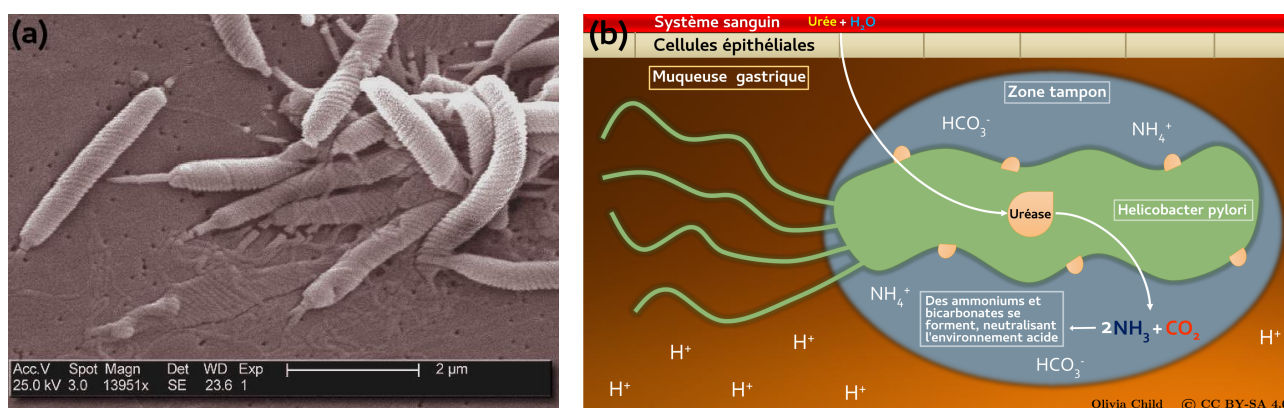 (a)
Acc.V Spot Magn Det WD Exp
25.0 kV 3.0 13951x SE 23.6 1
2 µm
(b)
Système sanguin Urée + H₂O
Cellules épithéliales
Muqueuse gastrique
Zone tampon
HCO₃⁻
NH₄⁺
Uréase
Helicobacter pylori
NH₄⁺
Des ammoniums et
bicarbonates se
forment, neutralisant
l'environnement acide
2NH₃+CO₂
H⁺
H⁺
H⁺
HCO₃⁻
H⁺
H⁺
H⁺
Olivia Child © CC BY-SA 4.0